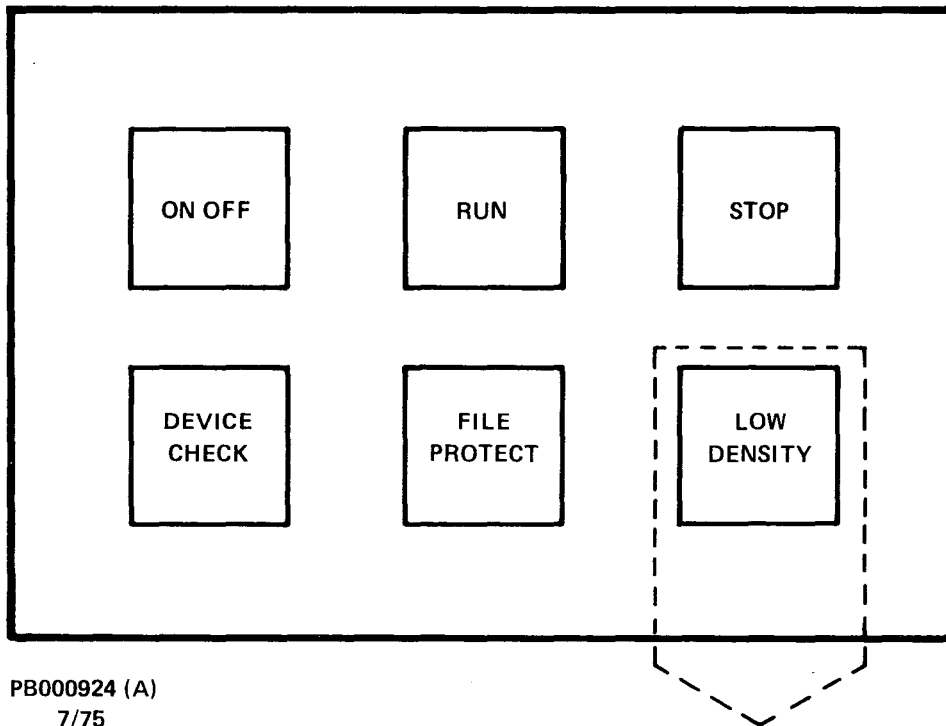 ON OFF
RUN
STOP
DEVICE
CHECK
FILE
PROTECT
LOW
DENSITY
PB000924 (A)
7/75